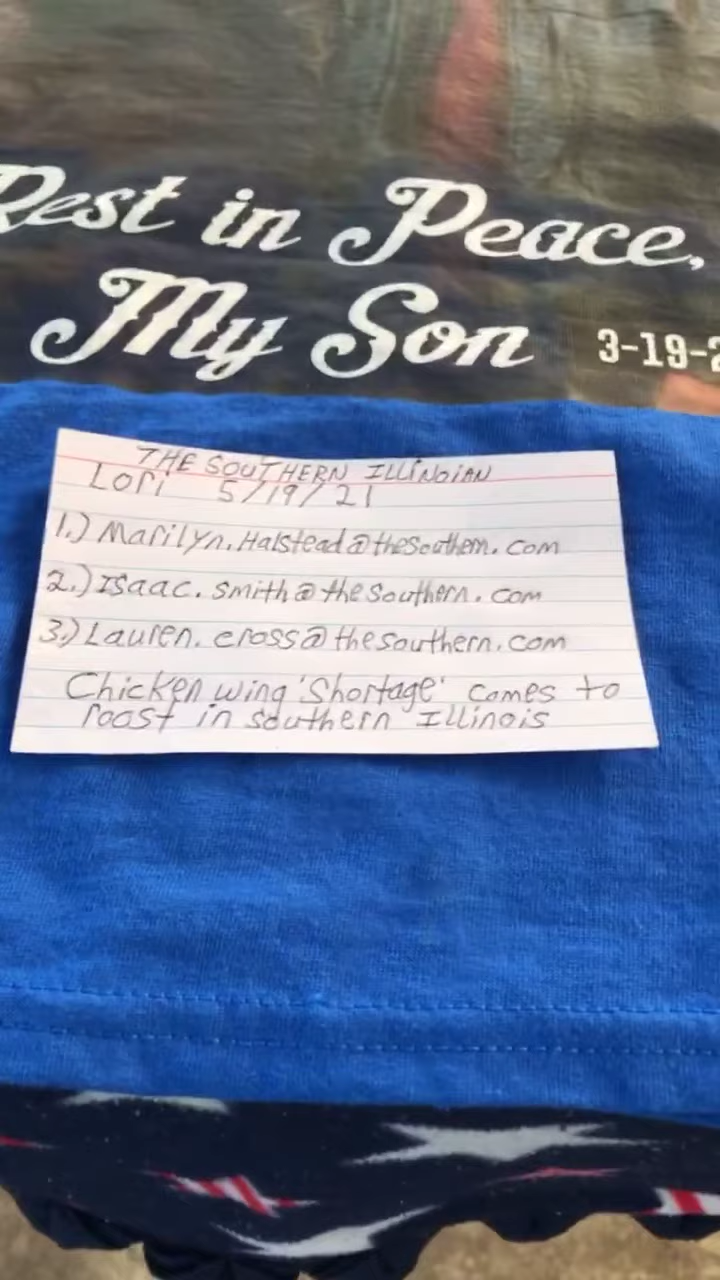 Rest in Peace,
My Son 3-19-2
THE SOUTHERN ILLINOIAN
Lori 5/19/21
1.) Marilyn.Halstead@thesouthern.com
2.) Isaac.smith@thesouthern.com
3.) Lauren.cross@thesouthern.com
Chicken wing 'Shortage' comes to
roost in southern Illinois